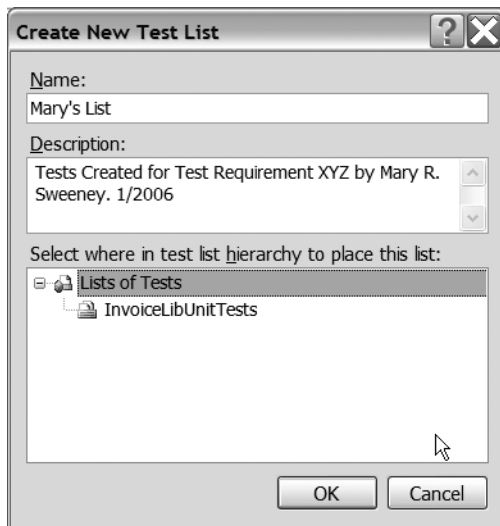 Create New Test List
?
Name:
Mary's List
Description:
Tests Created for Test Requirement XYZ by Mary R.
Sweeney. 1/2006
Select where in test list hierarchy to place this list:
Lists of Tests
InvoiceLibUnitTests
OK
Cancel